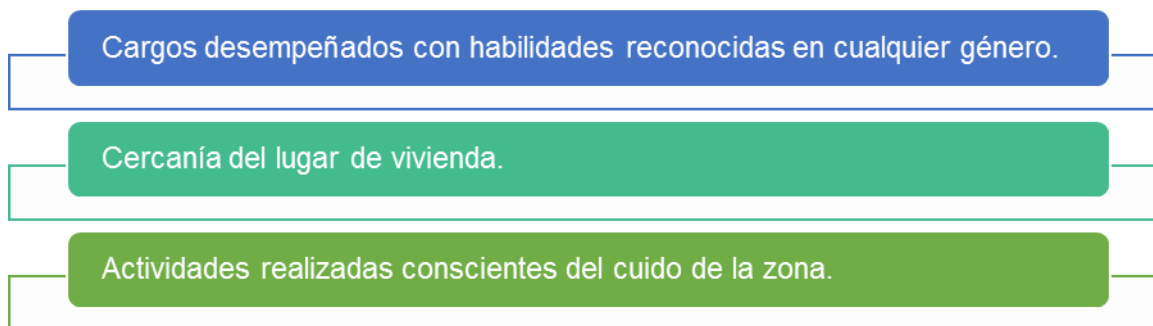 Cargos desempeñados con habilidades reconocidas en cualquier género.
Cercanía del lugar de vivienda.
Actividades realizadas conscientes del cuido de la zona.